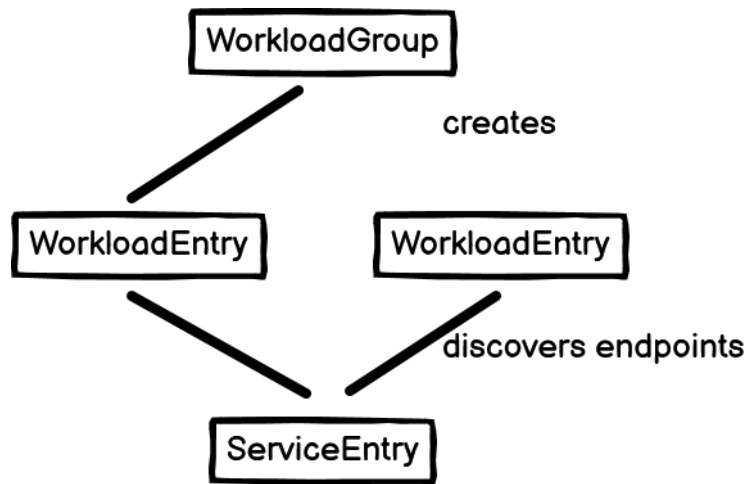 WorkloadGroup
creates
WorkloadEntry
WorkloadEntry
discovers endpoints
ServiceEntry